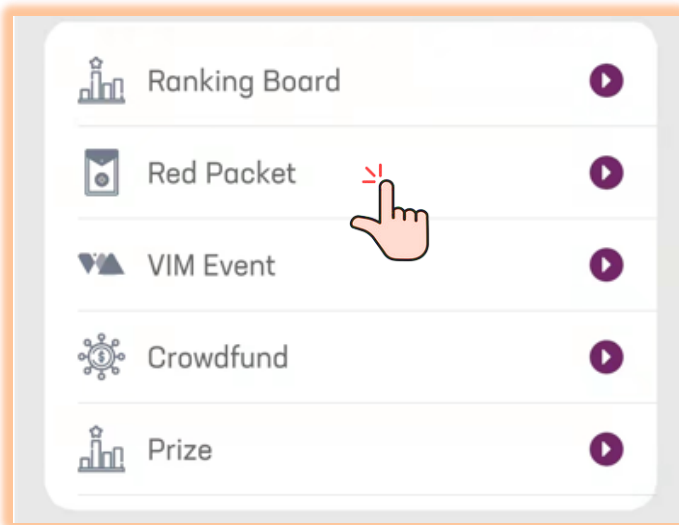 Ranking Board
Red Packet
VIM Event
Crowdfund
Prize